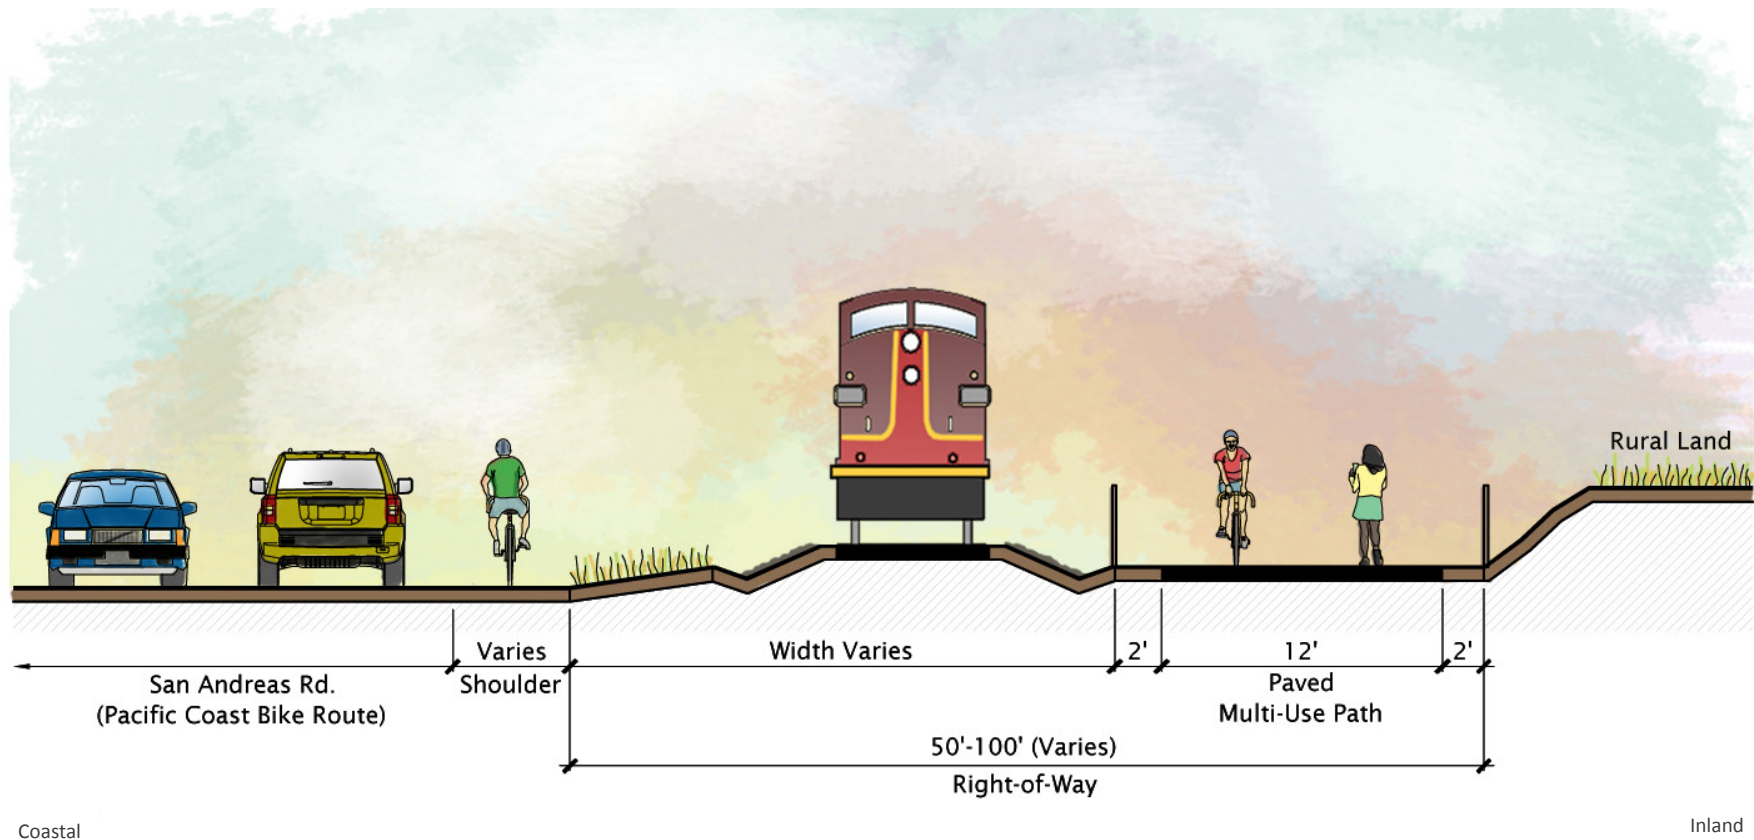 Rural Land
Varies
Width Varies
2'
12'
2'
San Andreas Rd.
(Pacific Coast Bike Route)
Shoulder
Paved
Multi-Use Path
50'-100' (Varies)
Right-of-Way
Coastal
Inland